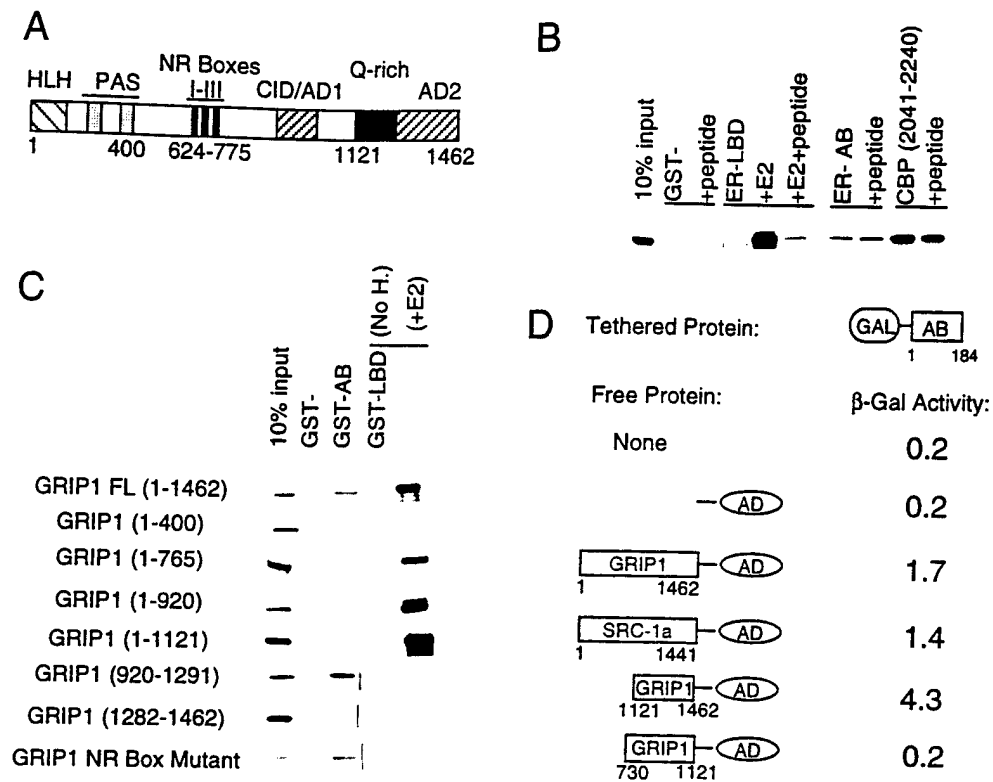 A
HLH PAS NR Boxes I-III CID/AD1 Q-rich AD2
1 400 624-775 1121 1462
B
10% input
GST-
+peptide
ER-LBD
+E2
+E2+peptide
ER- AB
+peptide
CBP (2041-2240)
+peptide
C
10% input
GST-
GST-AB
GST-LBD (No H.)
(+E2)
GRIP1 FL (1-1462)
GRIP1 (1-400)
GRIP1 (1-765)
GRIP1 (1-920)
GRIP1 (1-1121)
GRIP1 (920-1291)
GRIP1 (1282-1462)
GRIP1 NR Box Mutant
D
Tethered Protein: GAL AB
1 184
Free Protein: β-Gal Activity:
None 0.2
AD 0.2
GRIP1 AD 1.7
1 1462
SRC-1a AD 1.4
1 1441
GRIP1 AD 4.3
1121 1462
GRIP1 AD 0.2
730 1121